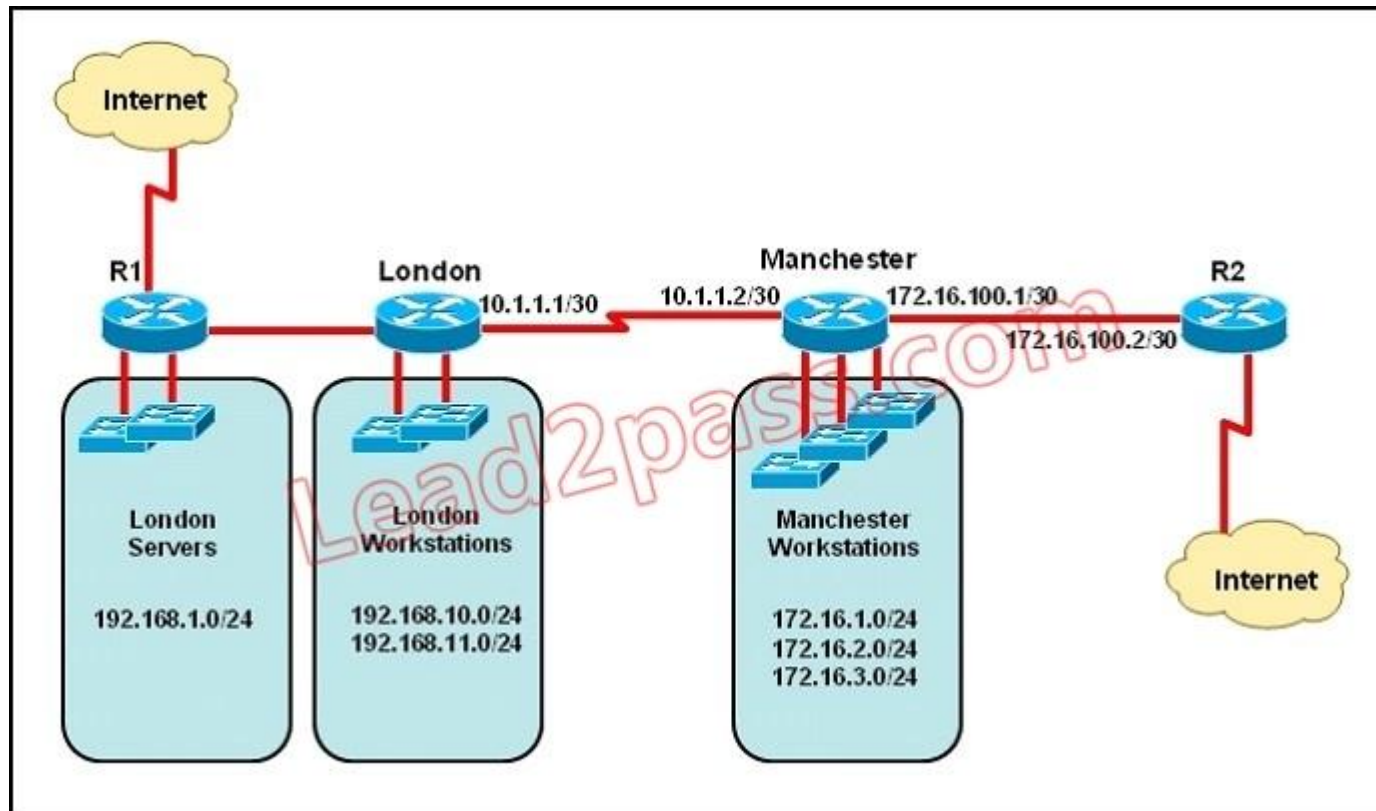 Internet
R1
London
Manchester
R2
10.1.1.1/30
10.1.1.2/30
172.16.100.1/30
172.16.100.2/30
Lead2pass.com
London
Servers
192.168.1.0/24
London
Workstations
192.168.10.0/24
192.168.11.0/24
Manchester
Workstations
172.16.1.0/24
172.16.2.0/24
172.16.3.0/24
Internet